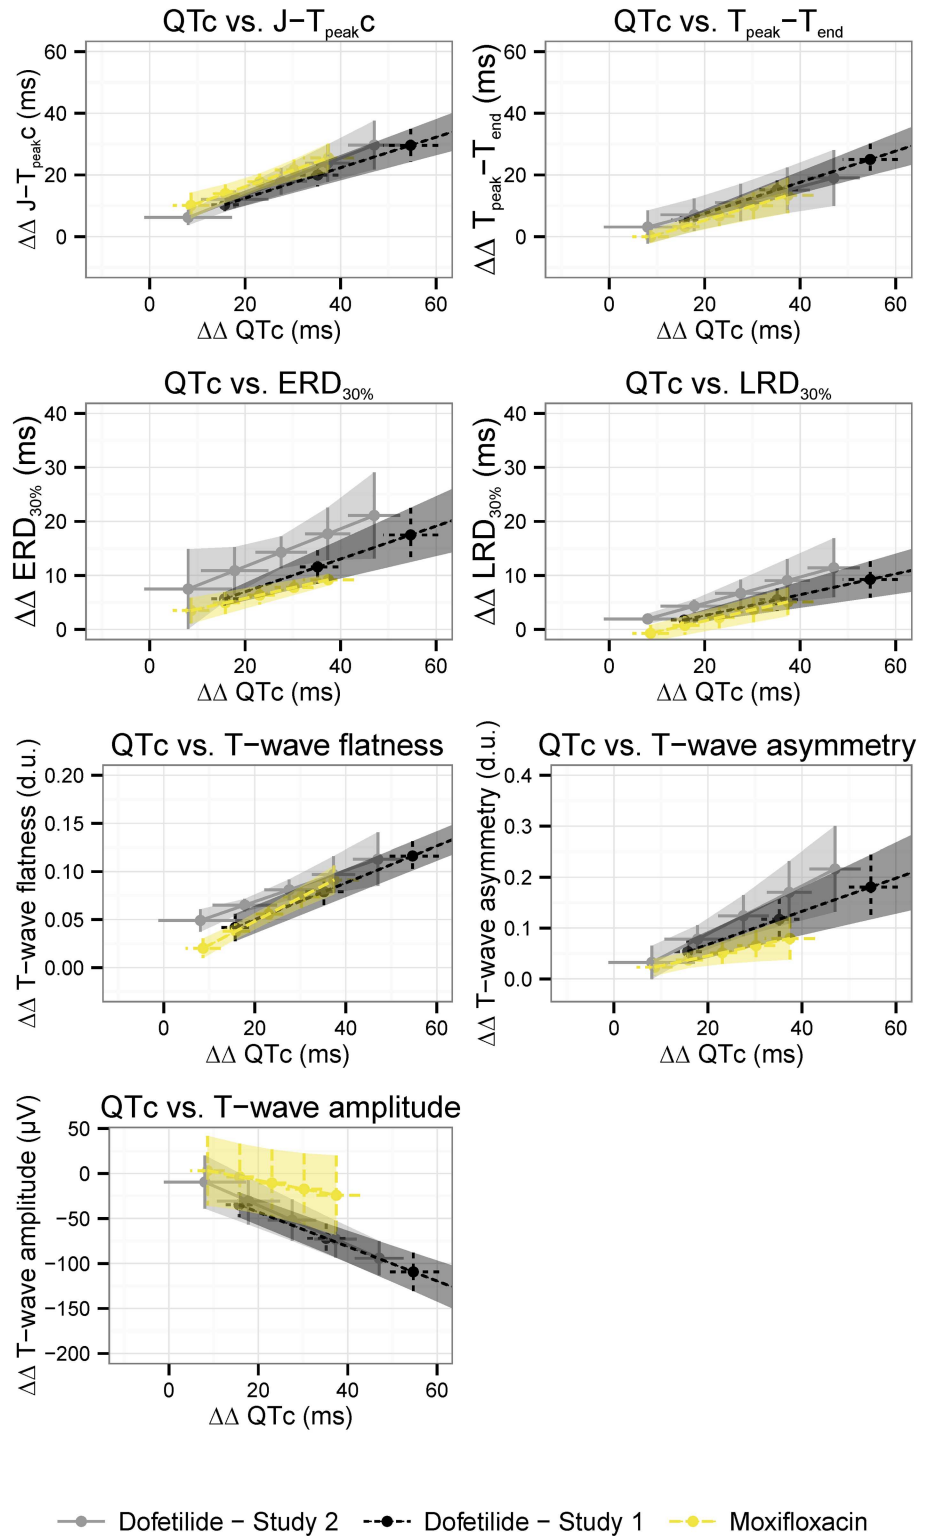 QTc vs. J−Tpeakc
QTc vs. Tpeak−Tend
ΔΔ J−Tpeakc (ms)
60
40
20
0
0 20 40 60
ΔΔ QTc (ms)
ΔΔ Tpeak−Tend (ms)
60
40
20
0
0 20 40 60
ΔΔ QTc (ms)
QTc vs. ERD30%
QTc vs. LRD30%
ΔΔ ERD30% (ms)
40
30
20
10
0
0 20 40 60
ΔΔ QTc (ms)
ΔΔ LRD30% (ms)
40
30
20
10
0
0 20 40 60
ΔΔ QTc (ms)
QTc vs. T−wave flatness
QTc vs. T−wave asymmetry
ΔΔ T−wave flatness (d.u.)
0.20
0.15
0.10
0.05
0.00
0 20 40 60
ΔΔ QTc (ms)
ΔΔ T−wave asymmetry (d.u.)
0.4
0.3
0.2
0.1
0.0
0 20 40 60
ΔΔ QTc (ms)
QTc vs. T−wave amplitude
ΔΔ T−wave amplitude (µV)
50
0
−50
−100
−150
−200
0 20 40 60
ΔΔ QTc (ms)
Dofetilide − Study 2 Dofetilide − Study 1 Moxifloxacin